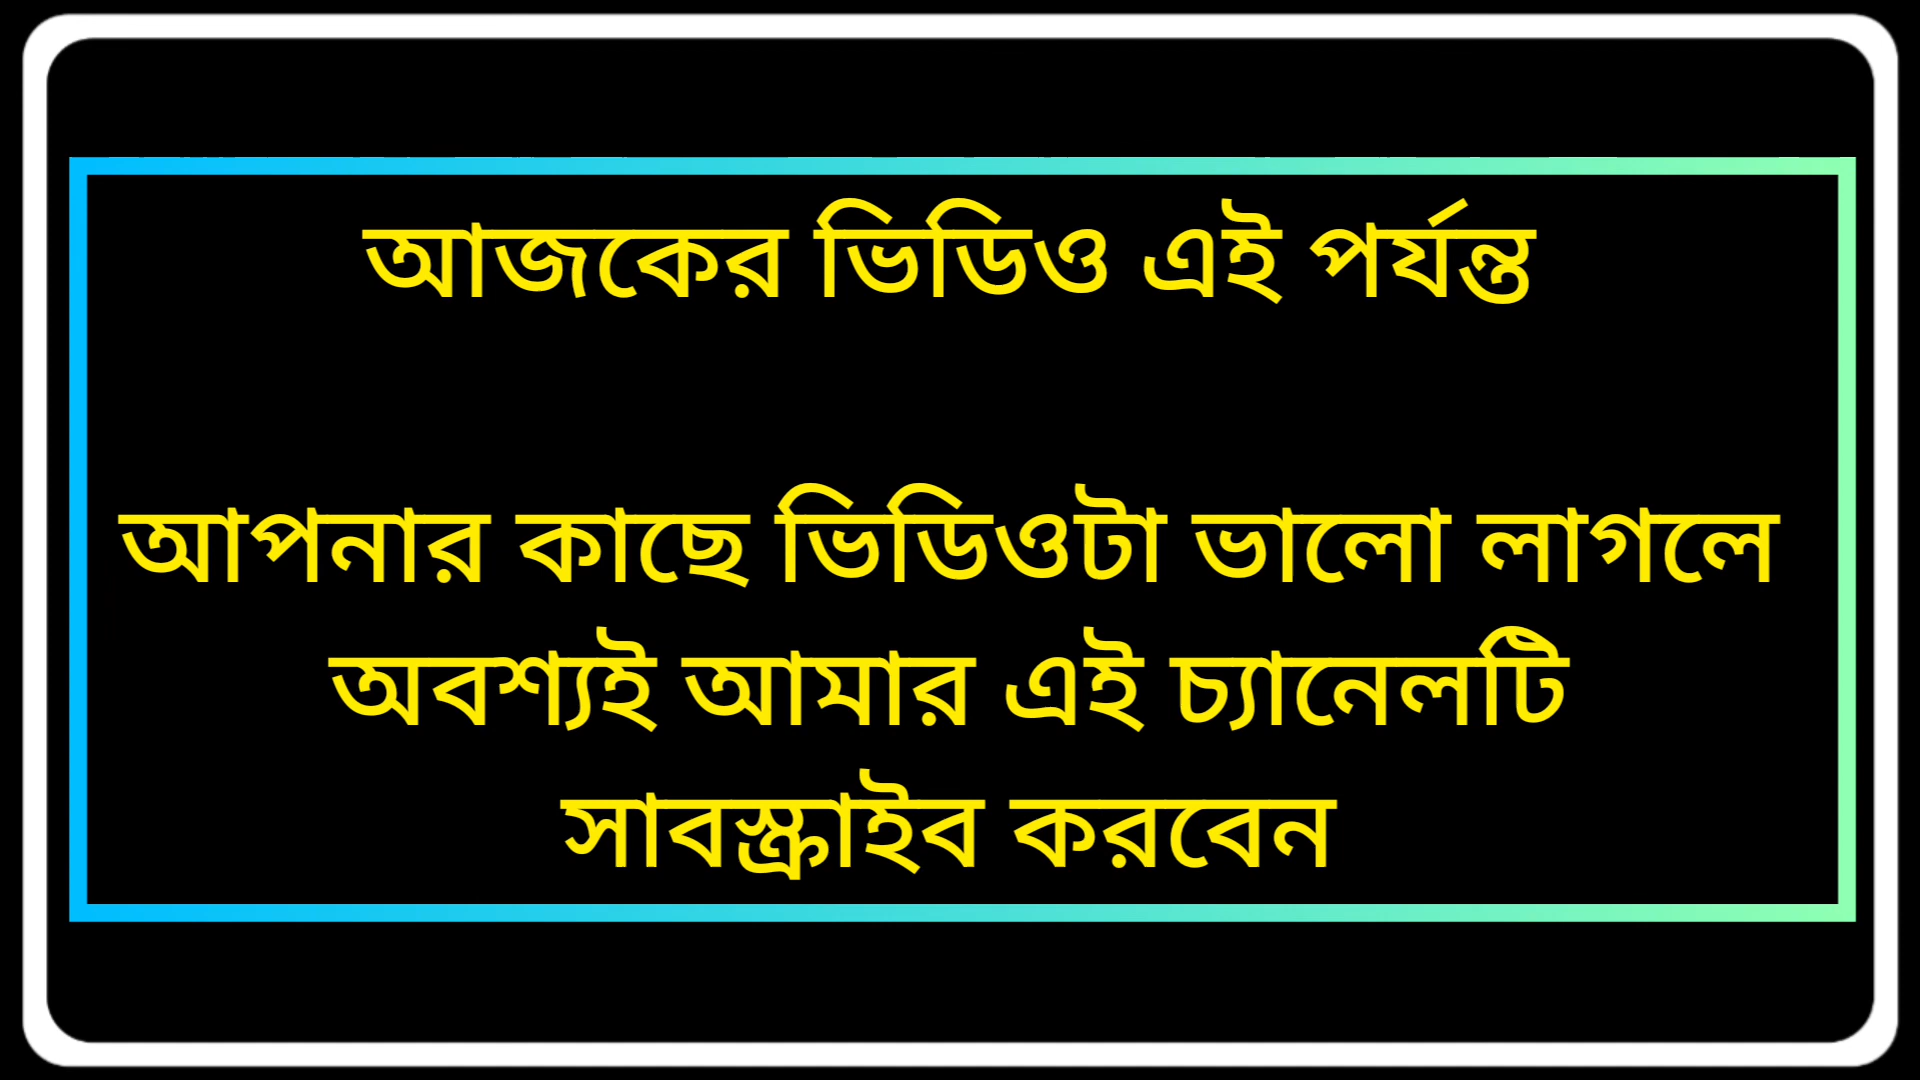 আজকের ভিডিও এই পর্যন্ত
আপনার কাছে ভিডিওটা ভালো লাগলে
অবশ্যই আমার এই চ্যানেলটি
সাবস্ক্রাইব করবেন